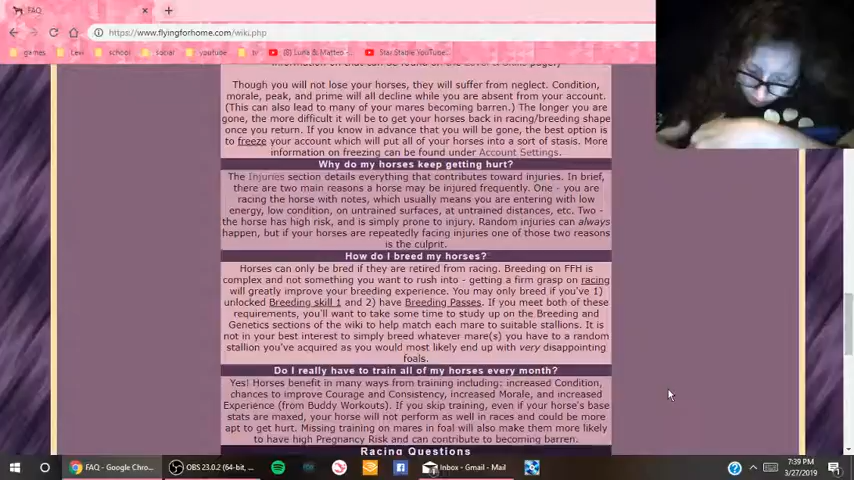 FAQ
https://www.flyingforhome.com/wiki.php
games Lexi school social youtube tv (8) Luna & Matteo - Star Stable YouTube...
Though you will not lose your horses, they will suffer from neglect. Condition,
morale, peak, and prime will all decline while you are absent from your account.
(This can also lead to many of your mares becoming barren.) The longer you are
gone, the more difficult it will be to get your horses back in racing/breeding shape
once you return. If you know in advance that you will be gone, the best option is
to freeze your account which will put all of your horses into a sort of stasis. More
information on freezing can be found under Account Settings.
Why do my horses keep getting hurt?
The Injuries section details everything that contributes toward injuries. In brief,
there are two main reasons a horse may be injured frequently. One - you are
racing the horse with notes, which usually means you are entering with low
energy, low condition, on untrained surfaces, at untrained distances, etc. Two -
the horse has high risk, and is simply prone to injury. Random injuries can always
happen, but if your horses are repeatedly facing injuries one of those two reasons
is the culprit.
How do I breed my horses?
Horses can only be bred if they are retired from racing. Breeding on FFH is
complex and not something you want to rush into - getting a firm grasp on racing
will greatly improve your breeding experience. You may only breed if you've 1)
unlocked Breeding skill 1 and 2) have Breeding Passes. If you meet both of these
requirements, you'll want to take some time to study up on the Breeding and
Genetics sections of the wiki to help match each mare to suitable stallions. It is
not in your best interest to simply breed whatever mare(s) you have to a random
stallion you've acquired as you would most likely end up with very disappointing
foals.
Do I really have to train all of my horses every month?
Yes! Horses benefit in many ways from training including: increased Condition,
chances to improve Courage and Consistency, increased Morale, and increased
Experience (from Buddy Workouts). If you skip training, even if your horse's base
stats are maxed, your horse will not perform as well in races and could be more
apt to get hurt. Missing training on mares in foal will also make them more likely
to have high Pregnancy Risk and can contribute to becoming barren.
Racing Questions
FAQ - Google Chro... OBS 23.0.2 (64-bit, ... Inbox - Gmail - Mail 7:39 PM
3/27/2019